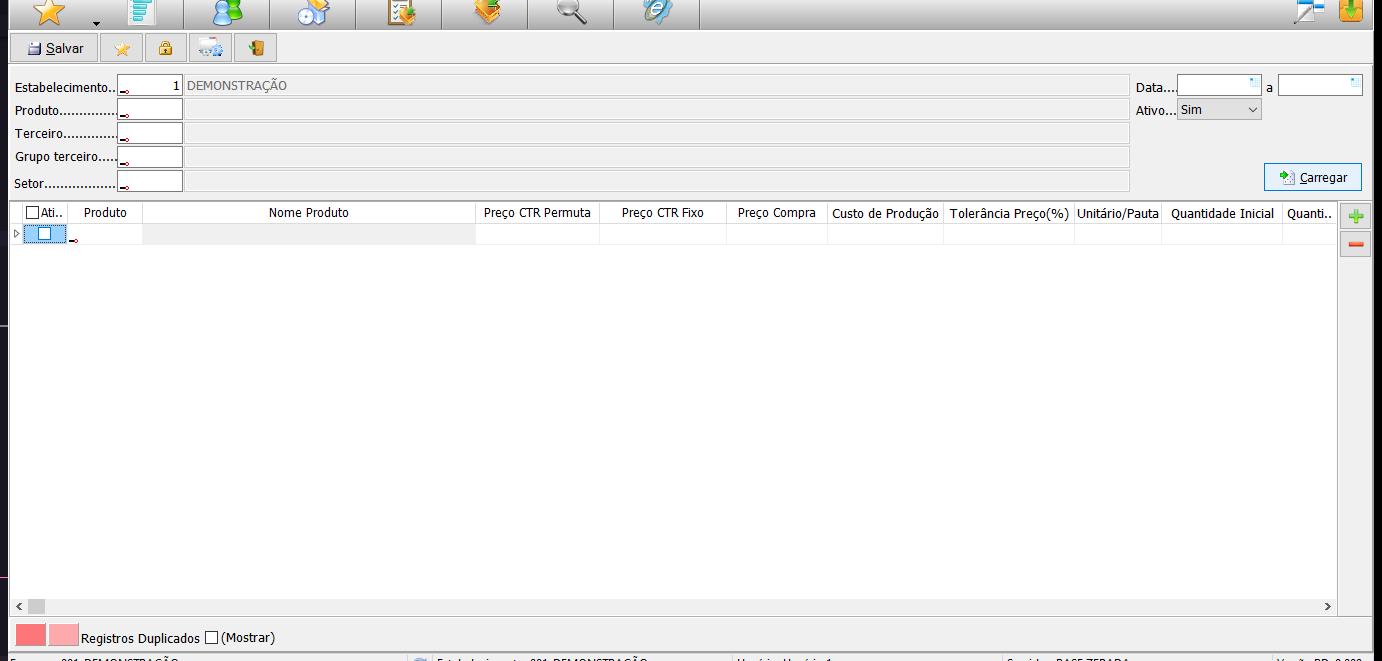 Salvar
Estabelecimento.. 1 DEMONSTRAÇÃO Data.... a
Produto............... Ativo... Sim
Terceiro..............
Grupo terceiro.....
Setor................... Carregar
Ati.. Produto Nome Produto Preço CTR Permuta Preço CTR Fixo Preço Compra Custo de Produção Tolerância Preço(%) Unitário/Pauta Quantidade Inicial Quanti..
Registros Duplicados (Mostrar)